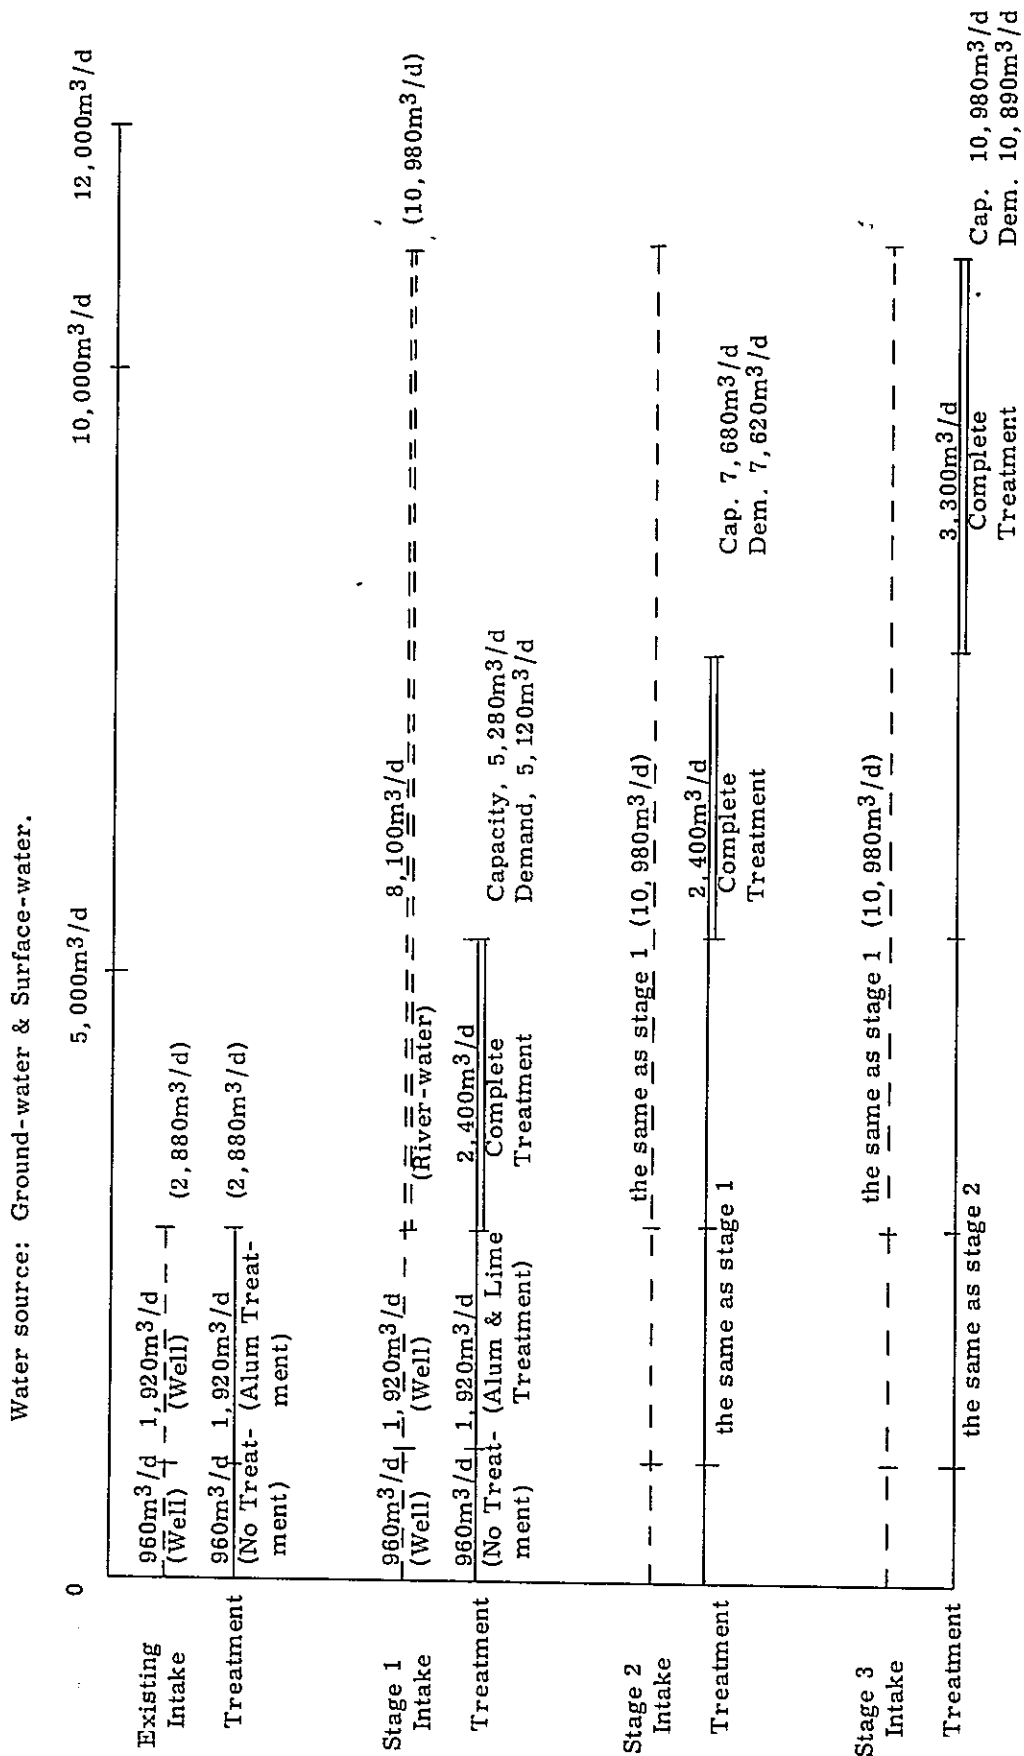 Water source: Ground-water & Surface-water.
0
5,000m³/d
10,000m³/d
12,000m³/d
Existing
Intake
960m³/d
(Well)
1,920m³/d
(Well)
(2,880m³/d)
Treatment
960m³/d
(No Treat-
ment)
1,920m³/d
(Alum Treat-
ment)
(2,880m³/d)
Stage 1
Intake
960m³/d
(Well)
1,920m³/d
(Well)
(River-water)
8,100m³/d
(10,980m³/d)
Treatment
960m³/d
(No Treat-
ment)
1,920m³/d
(Alum & Lime
Treatment)
2,400m³/d
Complete
Treatment
Capacity, 5,280m³/d
Demand, 5,120m³/d
Stage 2
Intake
the same as stage 1 (10,980m³/d)
Treatment
the same as stage 1
2,400m³/d
Complete
Treatment
Cap. 7,680m³/d
Dem. 7,620m³/d
Stage 3
Intake
the same as stage 1 (10,980m³/d)
Treatment
the same as stage 2
3,300m³/d
Complete
Treatment
Cap. 10,980m³/d
Dem. 10,890m³/d